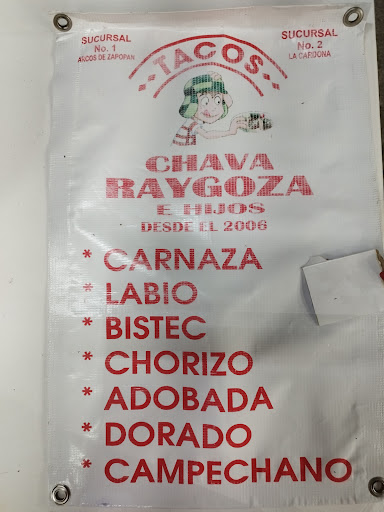 SUCURSAL
No. 1
ARCOS DE ZAPOPAN
SUCURSAL
No. 2
LA CARDONA
TACOS
CHAVA
RAYGOZA
E HIJOS
DESDE EL 2006
* CARNAZA
* LABIO
* BISTEC
* CHORIZO
* ADOBADA
* DORADO
* CAMPECHANO